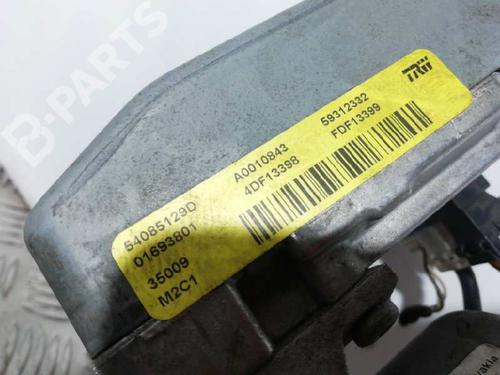 B-PARTS
TRW
59312332
FDF13399
A0010843
4DF13398
54085129D
01693801
35009
M2C1